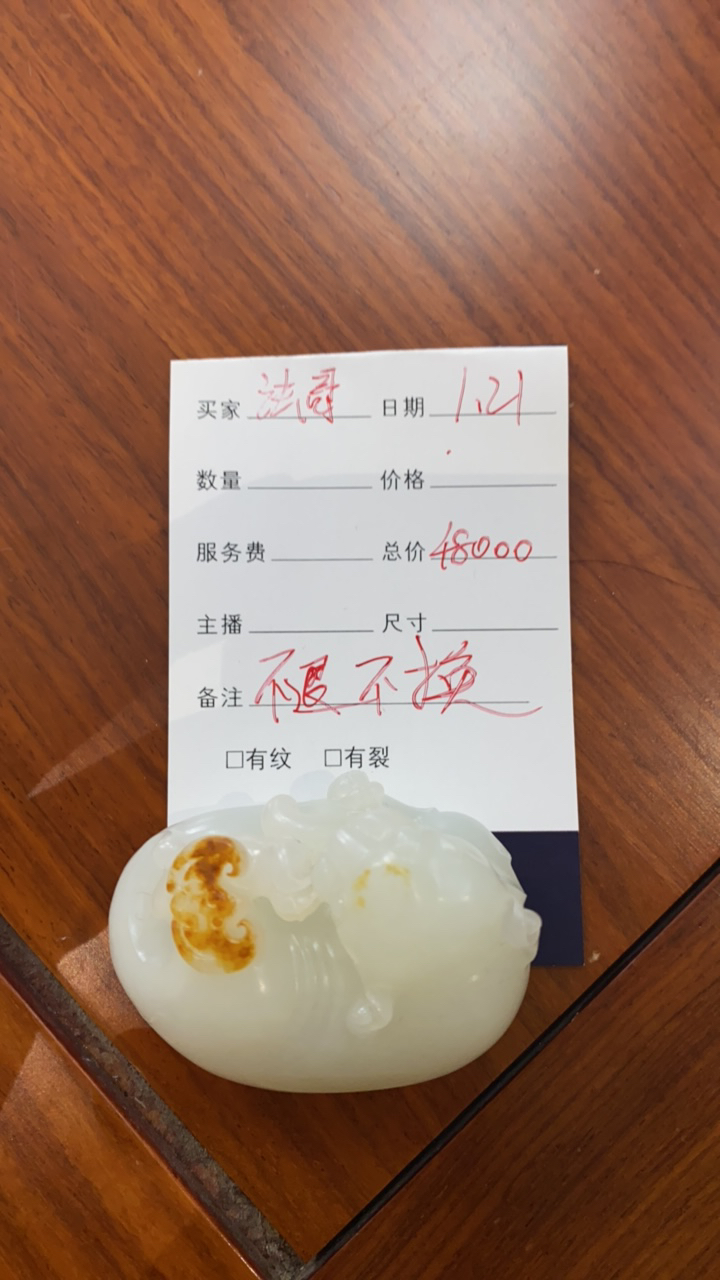 买家 法哥 日期 1.21
数量 价格
服务费 总价 48000
主播 尺寸
备注 不退不换
□有纹 □有裂